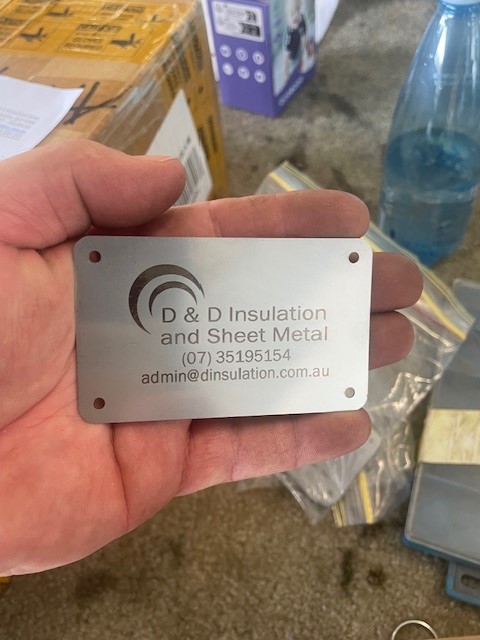 D & D Insulation
and Sheet Metal
(07) 35195154
admin@dinsulation.com.au